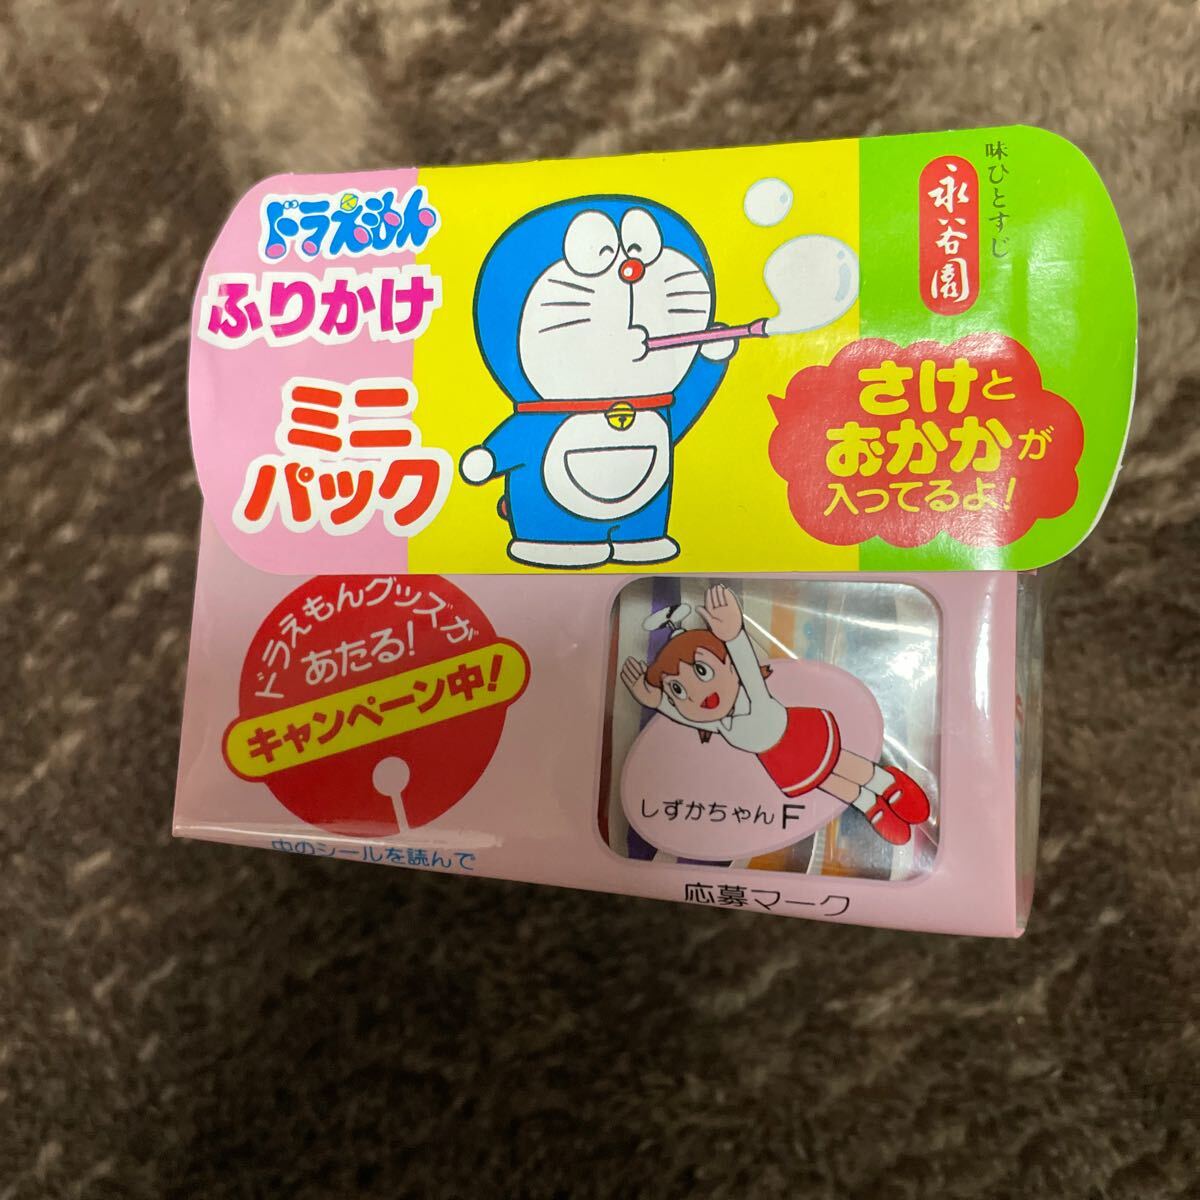 ドラえもん
ふりかけ
ミニ
パック
味ひとすじ
永谷園
さけと
おかかが
入ってるよ!
ドラえもんグッズが
あたる!
キャンペーン中!
中のシールを読んで
しずかちゃんF
応募マーク